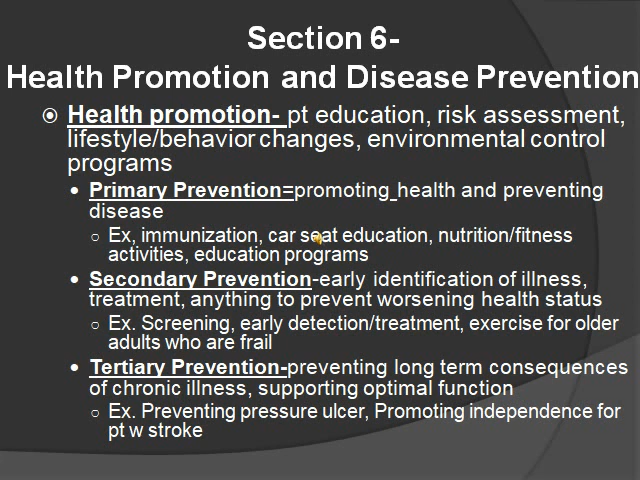 Section 6-
Health Promotion and Disease Prevention
Health promotion- pt education, risk assessment,
lifestyle/behavior changes, environmental control
programs
Primary Prevention=promoting health and preventing
disease
Ex, immunization, car seat education, nutrition/fitness
activities, education programs
Secondary Prevention-early identification of illness,
treatment, anything to prevent worsening health status
Ex. Screening, early detection/treatment, exercise for older
adults who are frail
Tertiary Prevention-preventing long term consequences
of chronic illness, supporting optimal function
Ex. Preventing pressure ulcer, Promoting independence for
pt w stroke